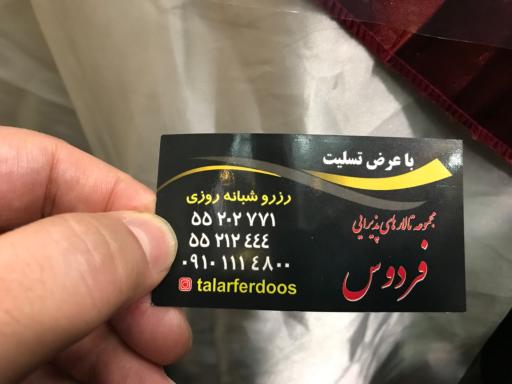 با عرض تسلیت
مجموعه تالارهای پذیرایی
فردوس
رزرو شبانه روزی
۵۵ ۲۰۲ ۷۷۱
۵۵ ۲۱۲ ۴۴۴
۰۹۱۰ ۱۱۱ ۴۸۰۰
talarferdoos